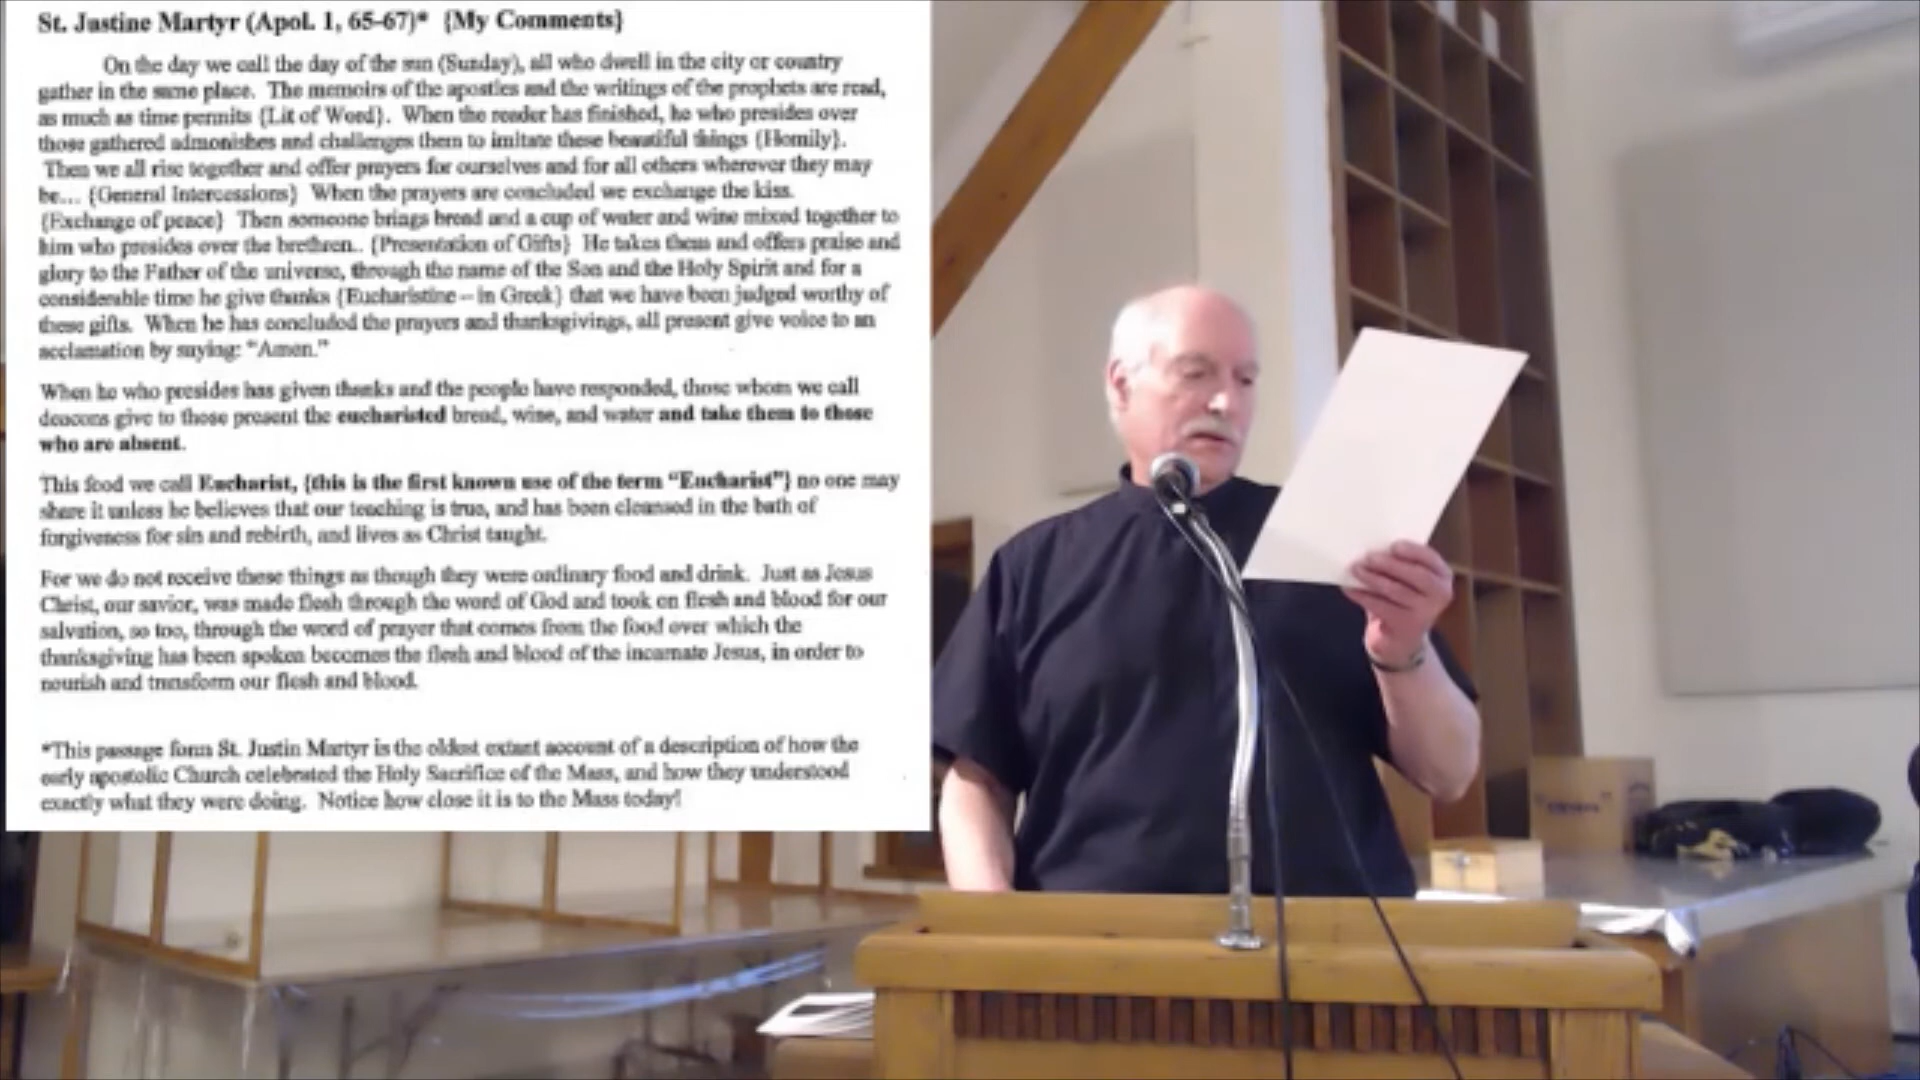 St. Justine Martyr (Apol. 1, 65-67)* {My Comments}
On the day we call the day of the sun (Sunday), all who dwell in the city or country
gather in the same place. The memoirs of the apostles and the writings of the prophets are read,
as much as time permits {Lit of Word}. When the reader has finished, he who presides over
those gathered admonishes and challenges them to imitate these beautiful things {Homily}.
Then we all rise together and offer prayers for ourselves and for all others wherever they may
be... {General Intercessions} When the prayers are concluded we exchange the kiss.
{Exchange of peace} Then someone brings bread and a cup of water and wine mixed together to
him who presides over the brethren.. {Presentation of Gifts} He takes them and offers praise and
glory to the Father of the universe, through the name of the Son and the Holy Spirit and for a
considerable time he give thanks {Eucharistine – in Greek} that we have been judged worthy of
these gifts. When he has concluded the prayers and thanksgivings, all present give voice to an
acclamation by saying: “Amen.”
When he who presides has given thanks and the people have responded, those whom we call
deacons give to those present the eucharisted bread, wine, and water and take them to those
who are absent.
This food we call Eucharist, {this is the first known use of the term “Eucharist”} no one may
share it unless he believes that our teaching is true, and has been cleansed in the bath of
forgiveness for sin and rebirth, and lives as Christ taught.
For we do not receive these things as though they were ordinary food and drink. Just as Jesus
Christ, our savior, was made flesh through the word of God and took on flesh and blood for our
salvation, so too, through the word of prayer that comes from the food over which the
thanksgiving has been spoken becomes the flesh and blood of the incarnate Jesus, in order to
nourish and transform our flesh and blood.
*This passage form St. Justin Martyr is the oldest extant account of a description of how the
early apostolic Church celebrated the Holy Sacrifice of the Mass, and how they understood
exactly what they were doing. Notice how close it is to the Mass today!